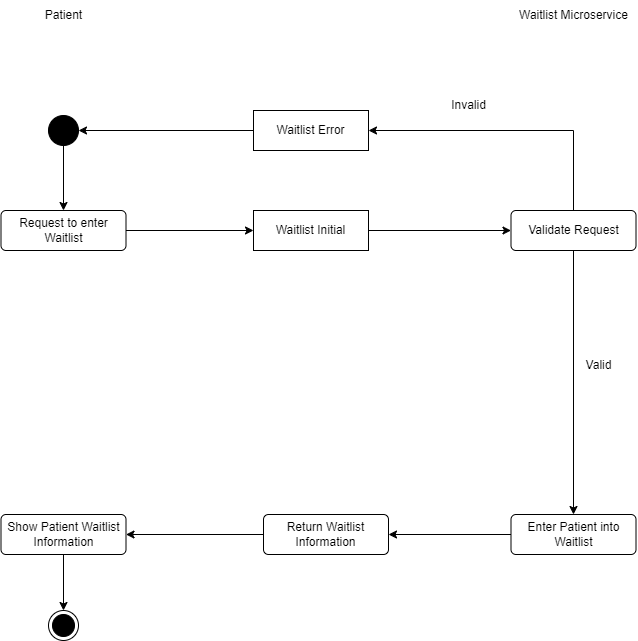 Patient
Waitlist Microservice
Invalid
Waitlist Error
Request to enter
Waitlist
Waitlist Initial
Validate Request
Valid
Show Patient Waitlist
Information
Return Waitlist
Information
Enter Patient into
Waitlist